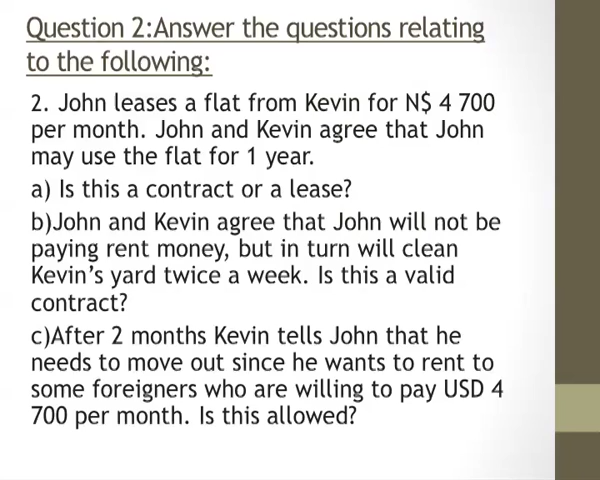 Question 2:Answer the questions relating
to the following:
2. John leases a flat from Kevin for N$ 4 700
per month. John and Kevin agree that John
may use the flat for 1 year.
a) Is this a contract or a lease?
b)John and Kevin agree that John will not be
paying rent money, but in turn will clean
Kevin’s yard twice a week. Is this a valid
contract?
c)After 2 months Kevin tells John that he
needs to move out since he wants to rent to
some foreigners who are willing to pay USD 4
700 per month. Is this allowed?